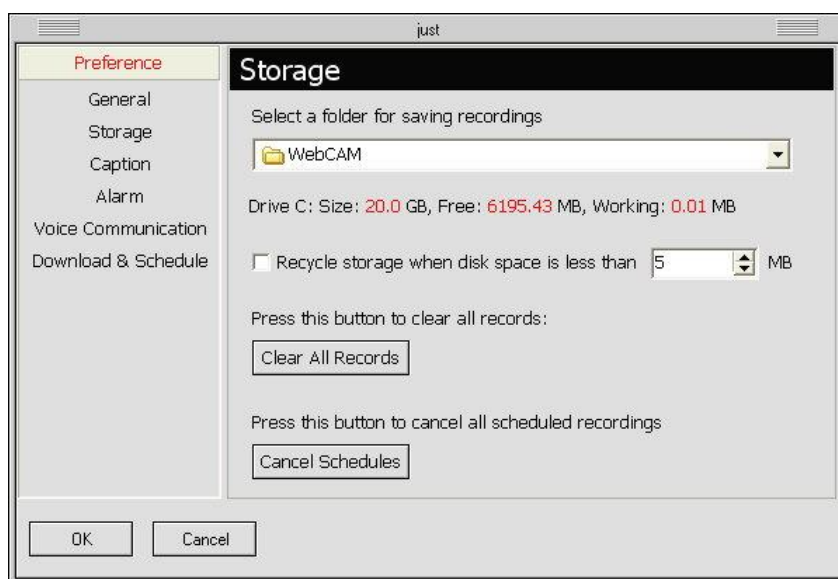 just
Preference
General
Storage
Caption
Alarm
Voice Communication
Download & Schedule
Storage
Select a folder for saving recordings
WebCAM
Drive C: Size: 20.0 GB, Free: 6195.43 MB, Working: 0.01 MB
Recycle storage when disk space is less than 5 MB
Press this button to clear all records:
Clear All Records
Press this button to cancel all scheduled recordings
Cancel Schedules
OK Cancel